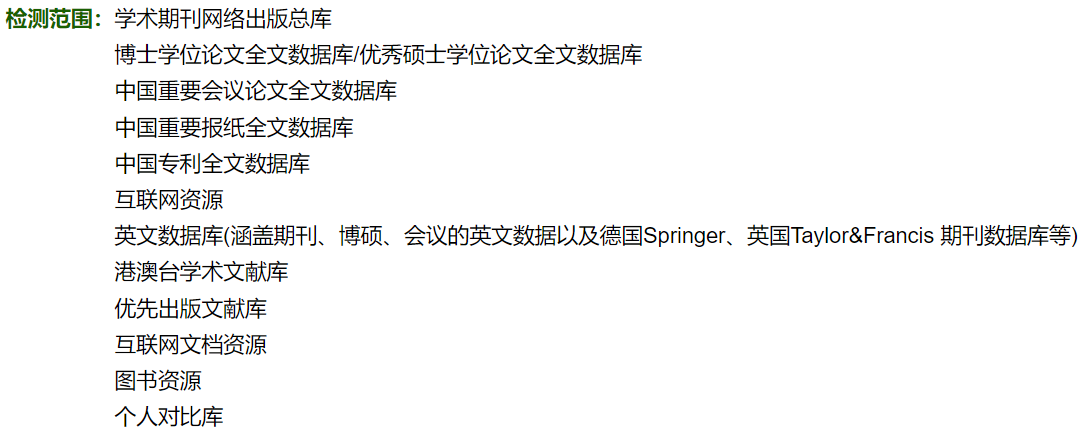 检测范围：学术期刊网络出版总库
博士学位论文全文数据库/优秀硕士学位论文全文数据库
中国重要会议论文全文数据库
中国重要报纸全文数据库
中国专利全文数据库
互联网资源
英文数据库(涵盖期刊、博硕、会议的英文数据以及德国Springer、英国Taylor&Francis 期刊数据库等)
港澳台学术文献库
优先出版文献库
互联网文档资源
图书资源
个人对比库